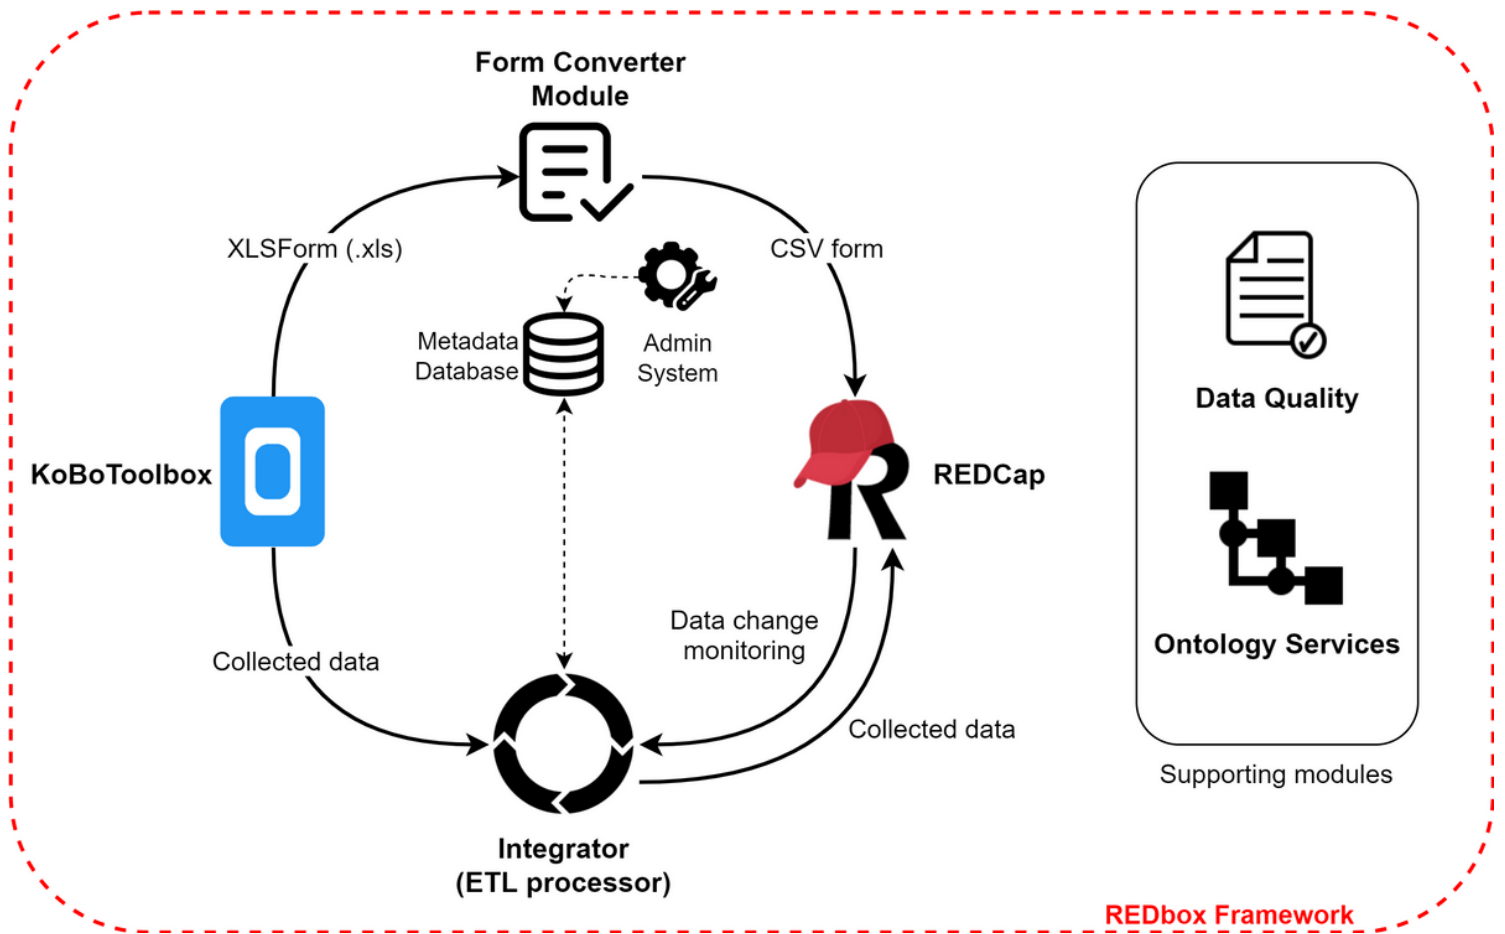 Form Converter
Module
XLSForm (.xls)
CSV form
Metadata
Database
Admin
System
KoBoToolbox
REDCap
Data Quality
Ontology Services
Data change
monitoring
Collected data
Collected data
Supporting modules
Integrator
(ETL processor)
REDbox Framework